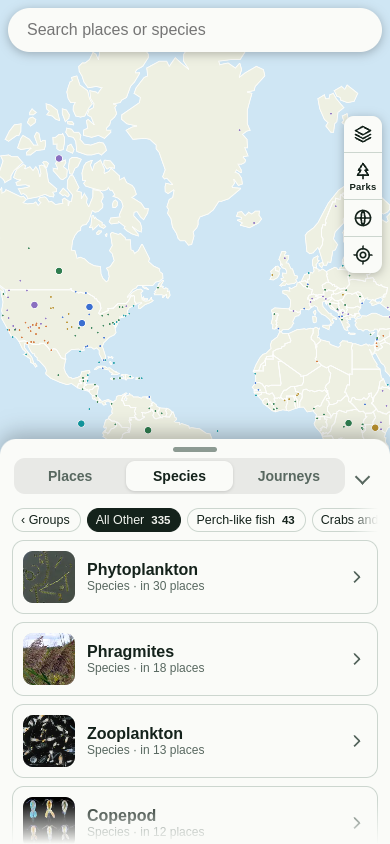 Search places or species
Parks
Places
Species
Journeys
‹ Groups
All Other 335
Perch-like fish 43
Crabs and
Phytoplankton
Species · in 30 places
Phragmites
Species · in 18 places
Zooplankton
Species · in 13 places
Copepod
Species · in 12 places